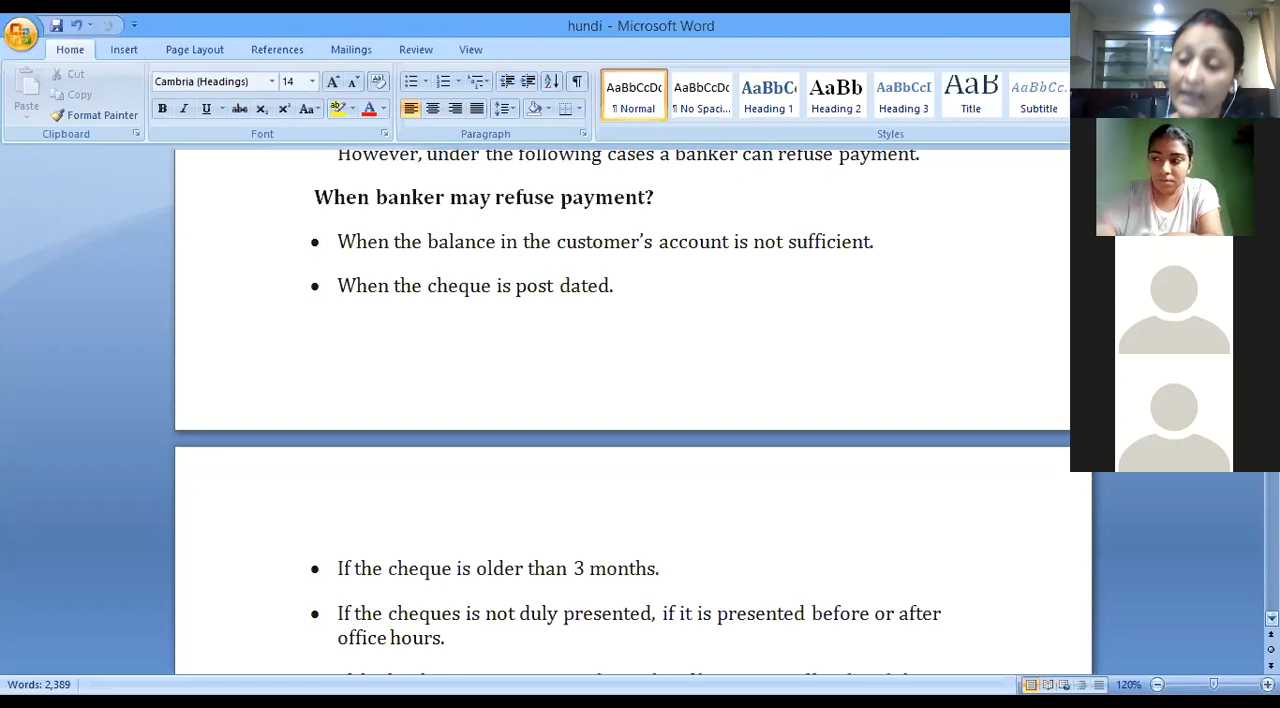 hundi - Microsoft Word
Home Insert Page Layout References Mailings Review View
Cut
Copy
Format Painter
Paste
Clipboard
Cambria (Headings) 14
Font
Paragraph
AaBbCcDc AaBbCcDc AaBbC AaBb AaBbCcI AaB AaBbCc.
¶ Normal ¶ No Spaci... Heading 1 Heading 2 Heading 3 Title Subtitle
Styles
However, under the following cases a banker can refuse payment.
When banker may refuse payment?
• When the balance in the customer's account is not sufficient.
• When the cheque is post dated.
• If the cheque is older than 3 months.
• If the cheques is not duly presented, if it is presented before or after
office hours.
Words: 2,389
120%